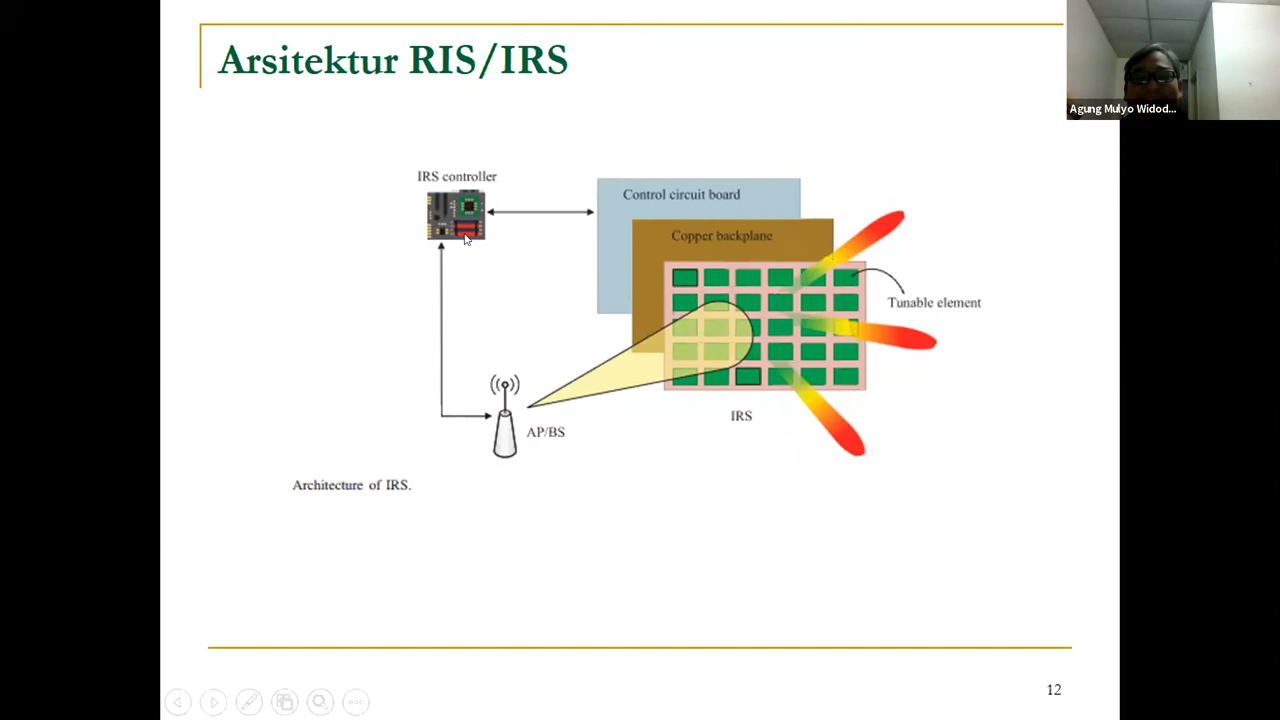 Arsitektur RIS/IRS
Agung Mulyo Widod...
IRS controller
Control circuit board
Copper backplane
Tunable element
IRS
AP/BS
Architecture of IRS.
12